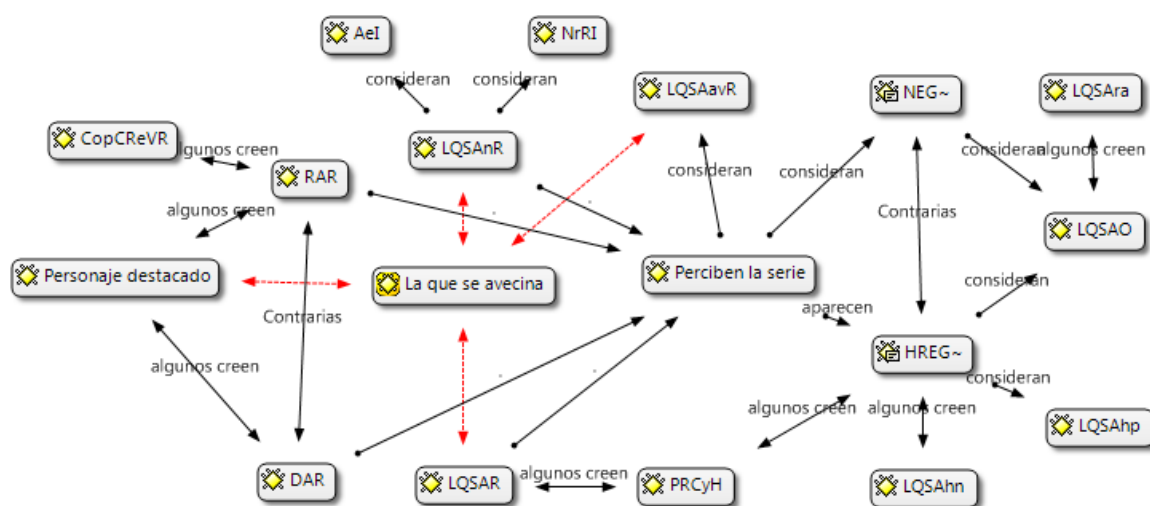 AeI
NrRI
consideran
consideran
LQSAavR
NEG~
LQSAra
CopCReVR
algunos creen
LQSAnR
consideran
consideran
consideran
algunos creen
RAR
algunos creen
Contrarias
LQSAO
Personaje destacado
La que se avecina
Perciben la serie
consideran
Contrarias
aparecen
algunos creen
HREG~
consideran
algunos creen
algunos creen
LQSAhp
DAR
LQSAR
algunos creen
PRCyH
LQSAhn